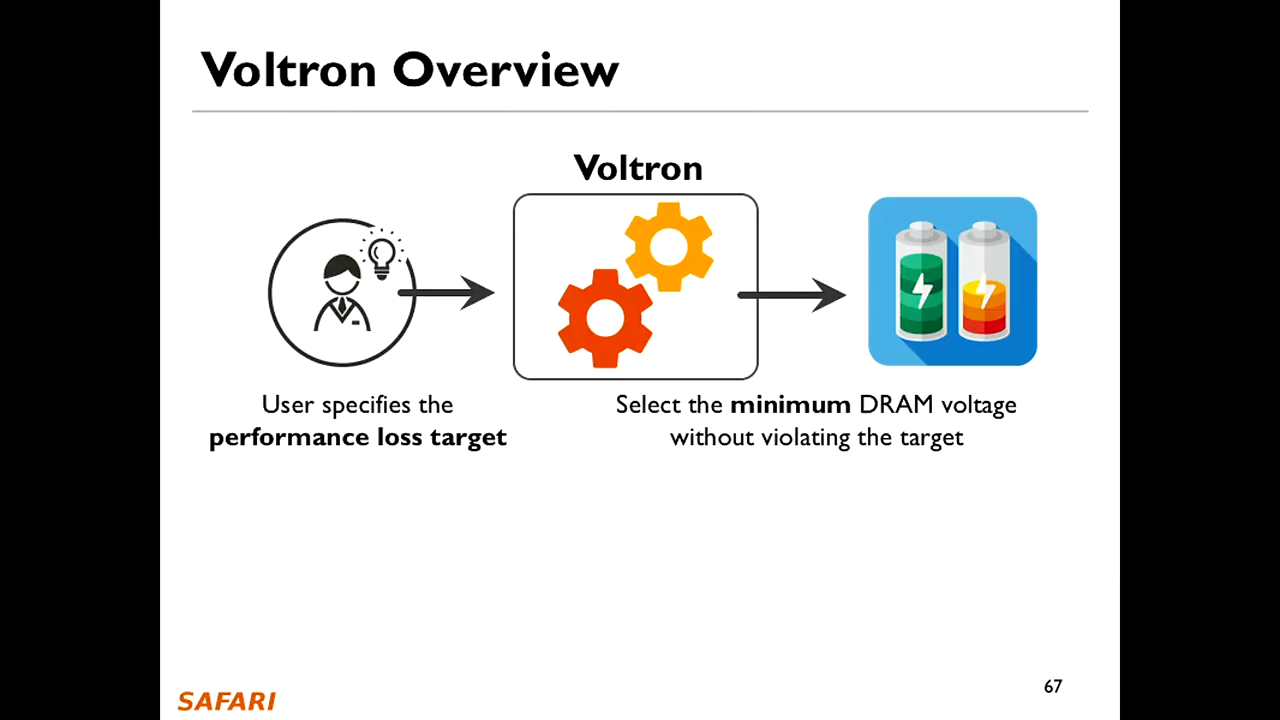 Voltron Overview
Voltron
User specifies the
performance loss target
Select the minimum DRAM voltage
without violating the target
SAFARI
67